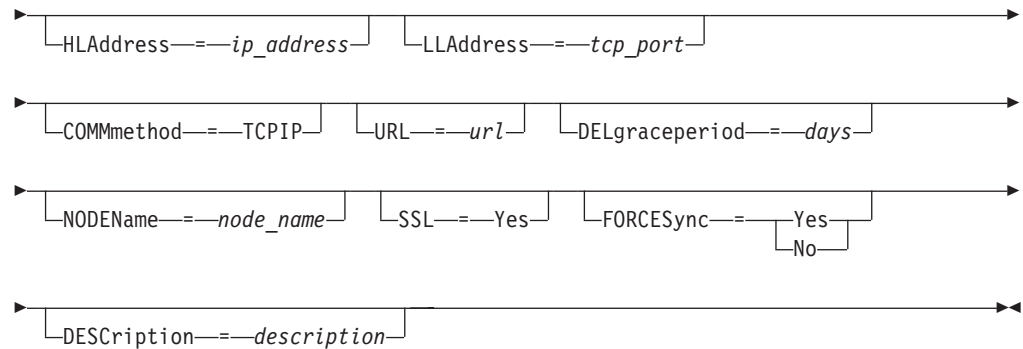 HLAddress = ip_address LLAddress = tcp_port
COMMmethod = TCPIP URL = url DELgraceperiod = days
NODEName = node_name SSL = Yes FORCESync = Yes
No
DESCription = description